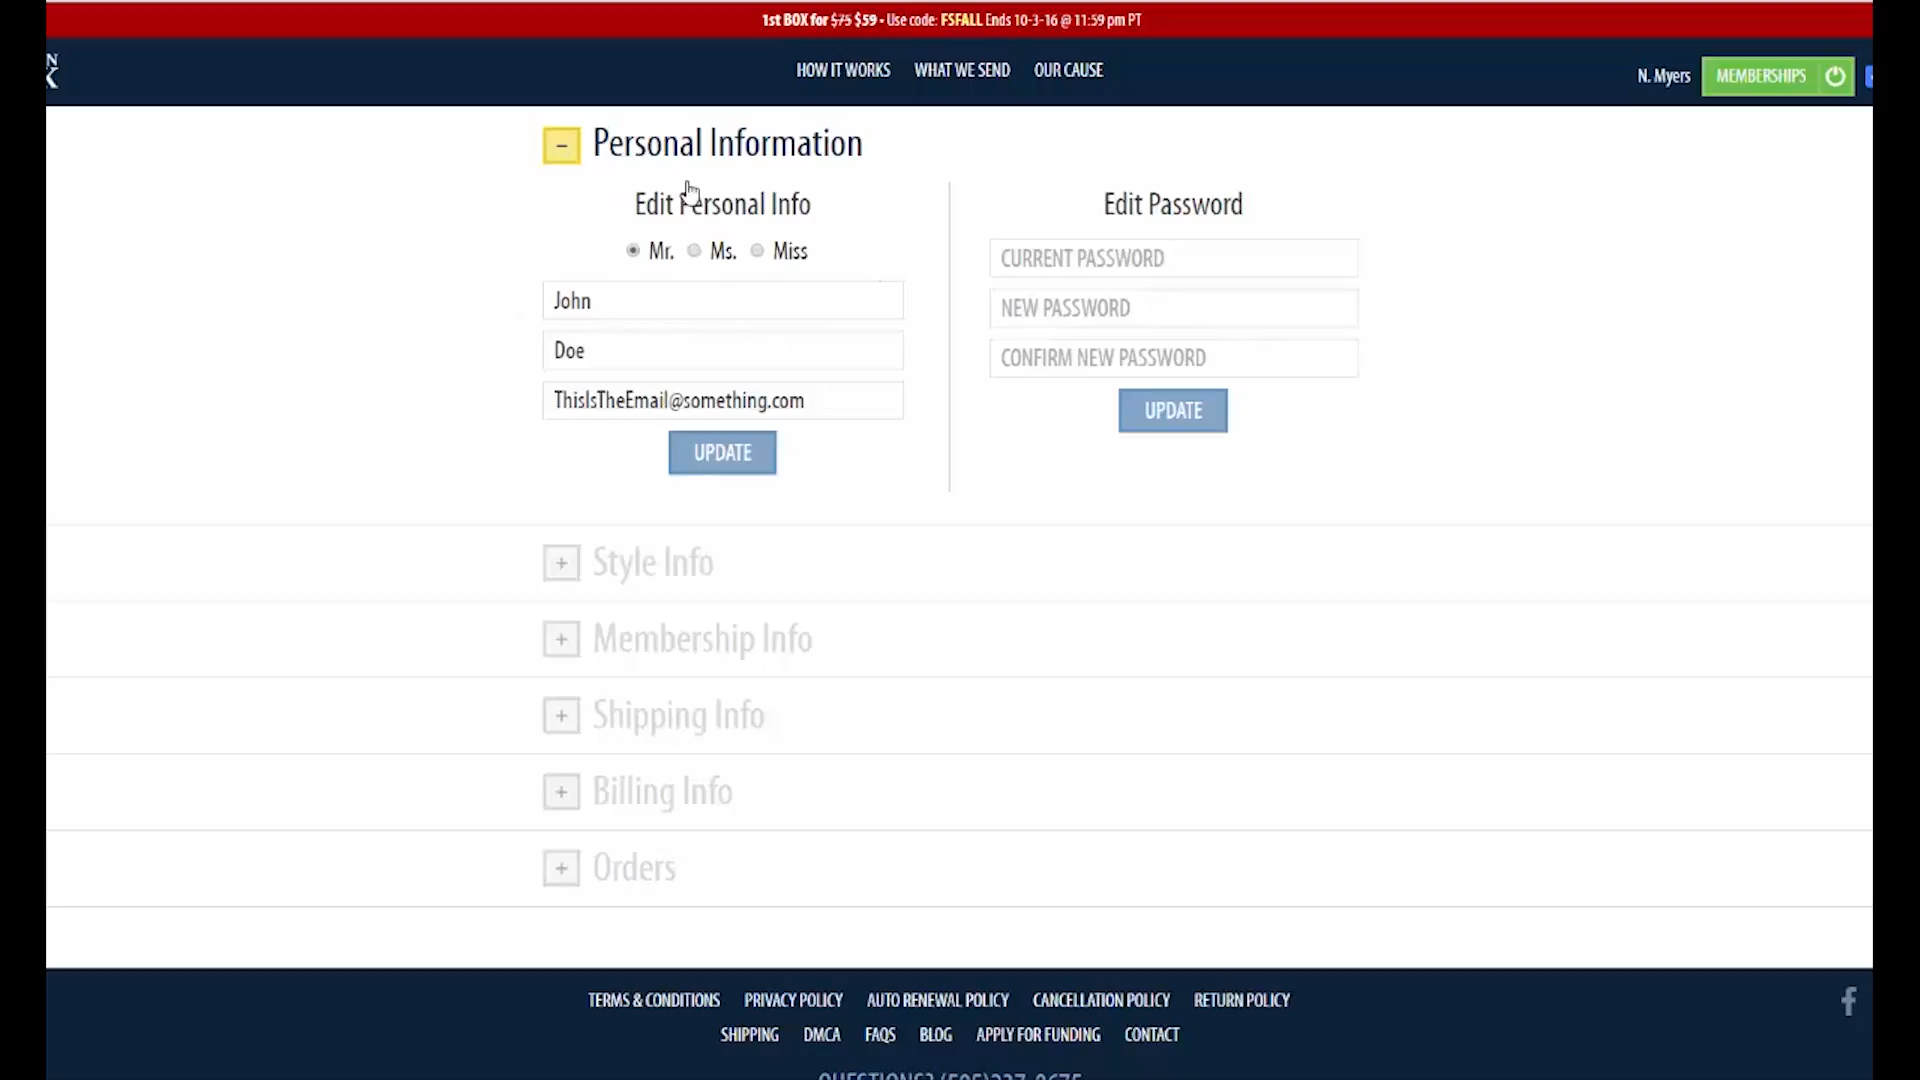 1st BOX for $75 $59 - Use code: FSFALL Ends 10-3-16 @ 11:59 pm PT
N
X
HOW IT WORKS WHAT WE SEND OUR CAUSE
N. Myers MEMBERSHIPS
− Personal Information
Edit Personal Info
Mr. Ms. Miss
John
Doe
ThisIsTheEmail@something.com
UPDATE
Edit Password
CURRENT PASSWORD
NEW PASSWORD
CONFIRM NEW PASSWORD
UPDATE
+ Style Info
+ Membership Info
+ Shipping Info
+ Billing Info
+ Orders
TERMS & CONDITIONS PRIVACY POLICY AUTO RENEWAL POLICY CANCELLATION POLICY RETURN POLICY
SHIPPING DMCA FAQS BLOG APPLY FOR FUNDING CONTACT
QUESTIONS?